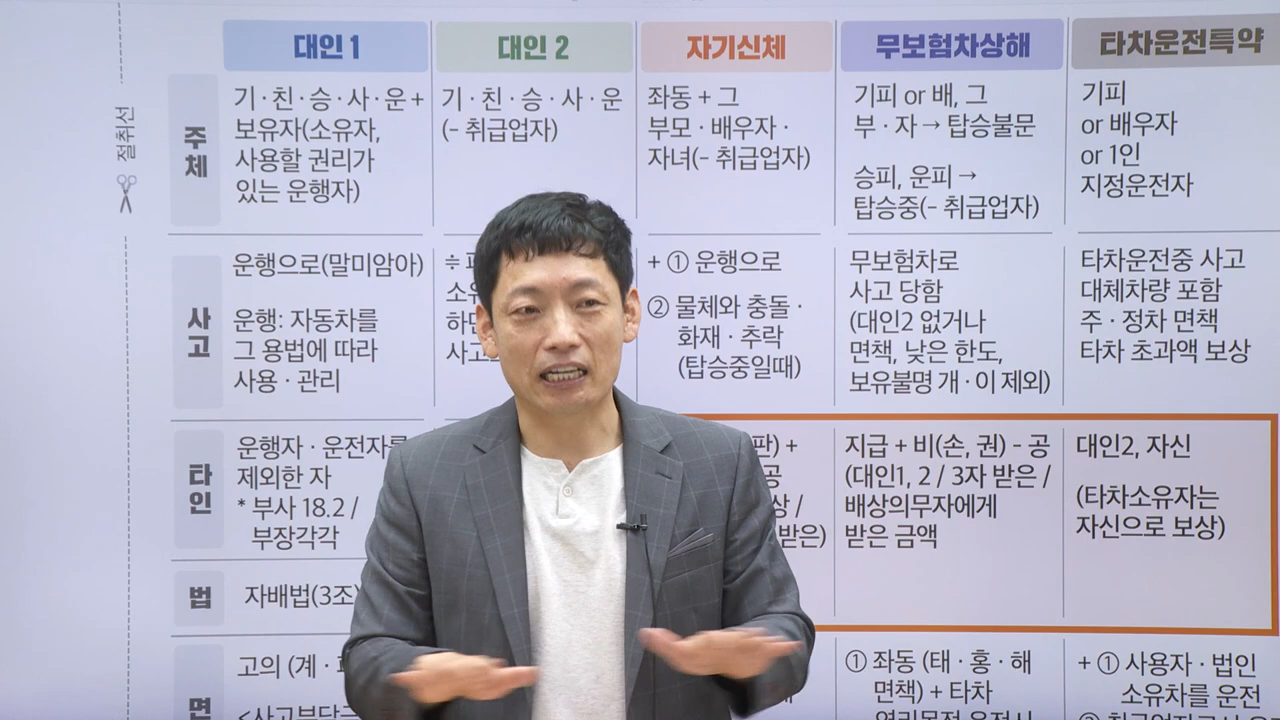 대인 1
대인 2
자기신체
무보험차상해
타차운전특약
절취선
주체
기·친·승·사·운+
보유자(소유자,
사용할 권리가
있는 운행자)
기·친·승·사·운
(- 취급업자)
좌동 + 그
부모·배우자·
자녀(- 취급업자)
기피 or 배, 그
부·자→ 탑승불문
승피, 운피 →
탑승중(- 취급업자)
기피
or 배우자
or 1인
지정운전자
사고
운행으로(말미암아)
운행: 자동차를
그 용법에 따라
사용·관리
÷
소유
하
사고
+ ① 운행으로
② 물체와 충돌·
화재·추락
(탑승중일때)
무보험차로
사고 당함
(대인2 없거나
면책, 낮은 한도,
보유불명 개·이 제외)
타차운전중 사고
대체차량 포함
주·정차 면책
타차 초과액 보상
타인
운행자·운전자를
제외한 자
* 부사 18.2 /
부장각각
판) +
공
상 /
받은)
지급 + 비(손, 권) - 공
(대인1, 2 / 3자 받은 /
배상의무자에게
받은 금액
대인2, 자신
(타차소유자는
자신으로 보상)
법
자배법(3조)
면
고의 (계·
① 좌동 (태·홍·해
면책) + 타차
+ ① 사용자·법인
소유차를 운전